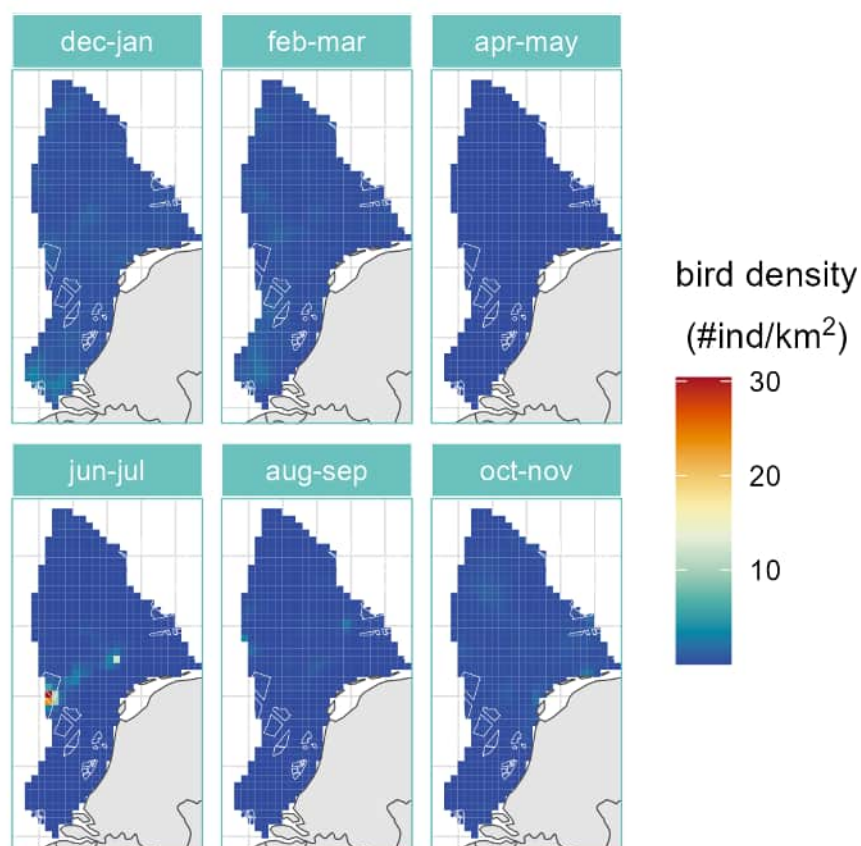 dec-jan
feb-mar
apr-may
jun-jul
aug-sep
oct-nov
bird density
(#ind/km²)
30
20
10